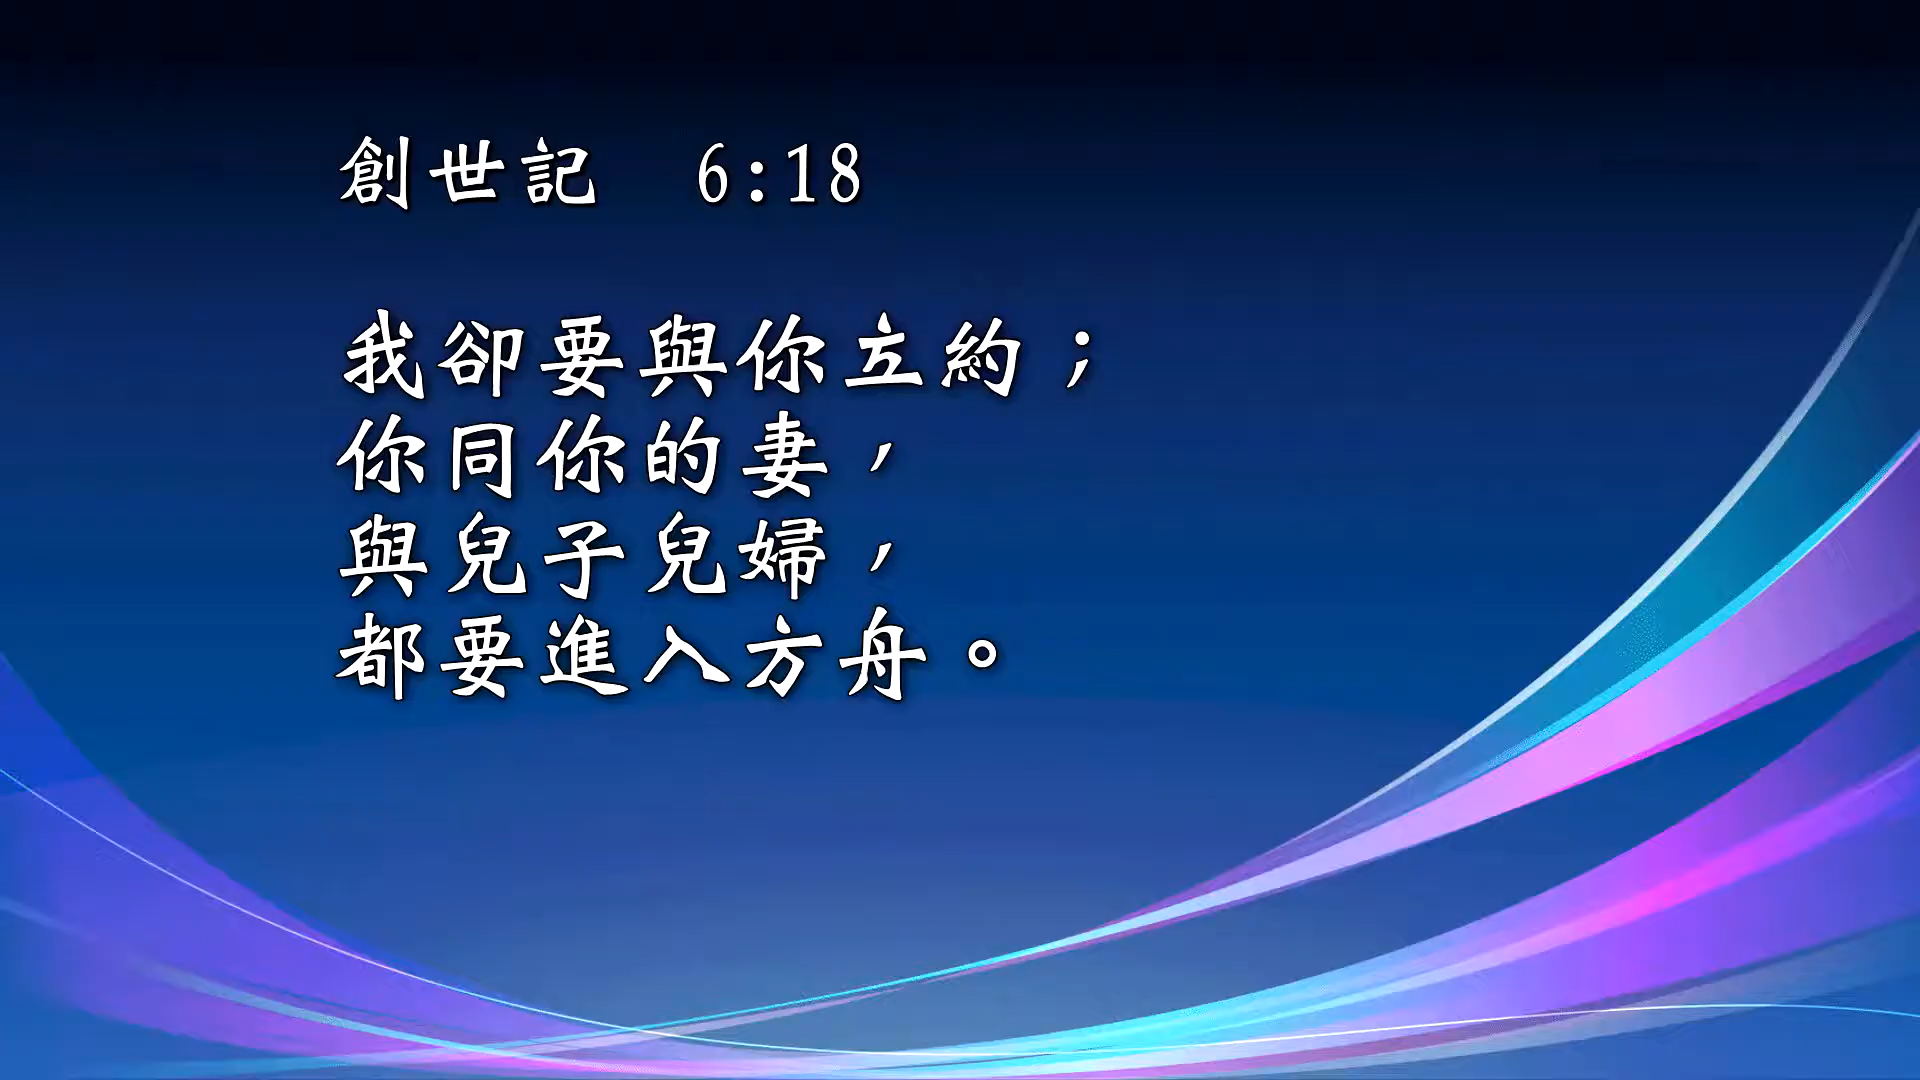 創世記　6:18
我卻要與你立約；
你同你的妻，
與兒子兒婦，
都要進入方舟。